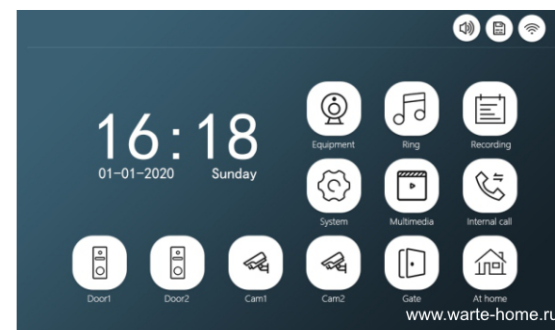 16:18
01-01-2020 Sunday
Equipment Ring Recording
System Multimedia Internal call
Door1 Door2 Cam1 Cam2 Gate At home
www.warte-home.ru